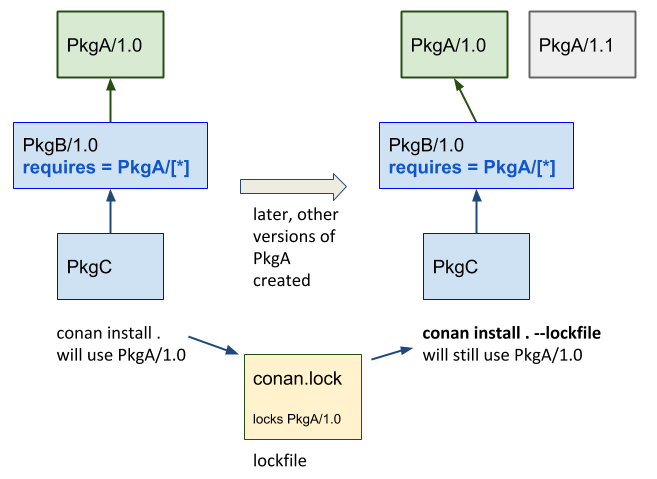 PkgA/1.0
PkgB/1.0
requires = PkgA/[*]
PkgC
conan install .
will use PkgA/1.0
later, other
versions of
PkgA
created
conan.lock
locks PkgA/1.0
lockfile
PkgA/1.0
PkgA/1.1
PkgB/1.0
requires = PkgA/[*]
PkgC
conan install . --lockfile
will still use PkgA/1.0